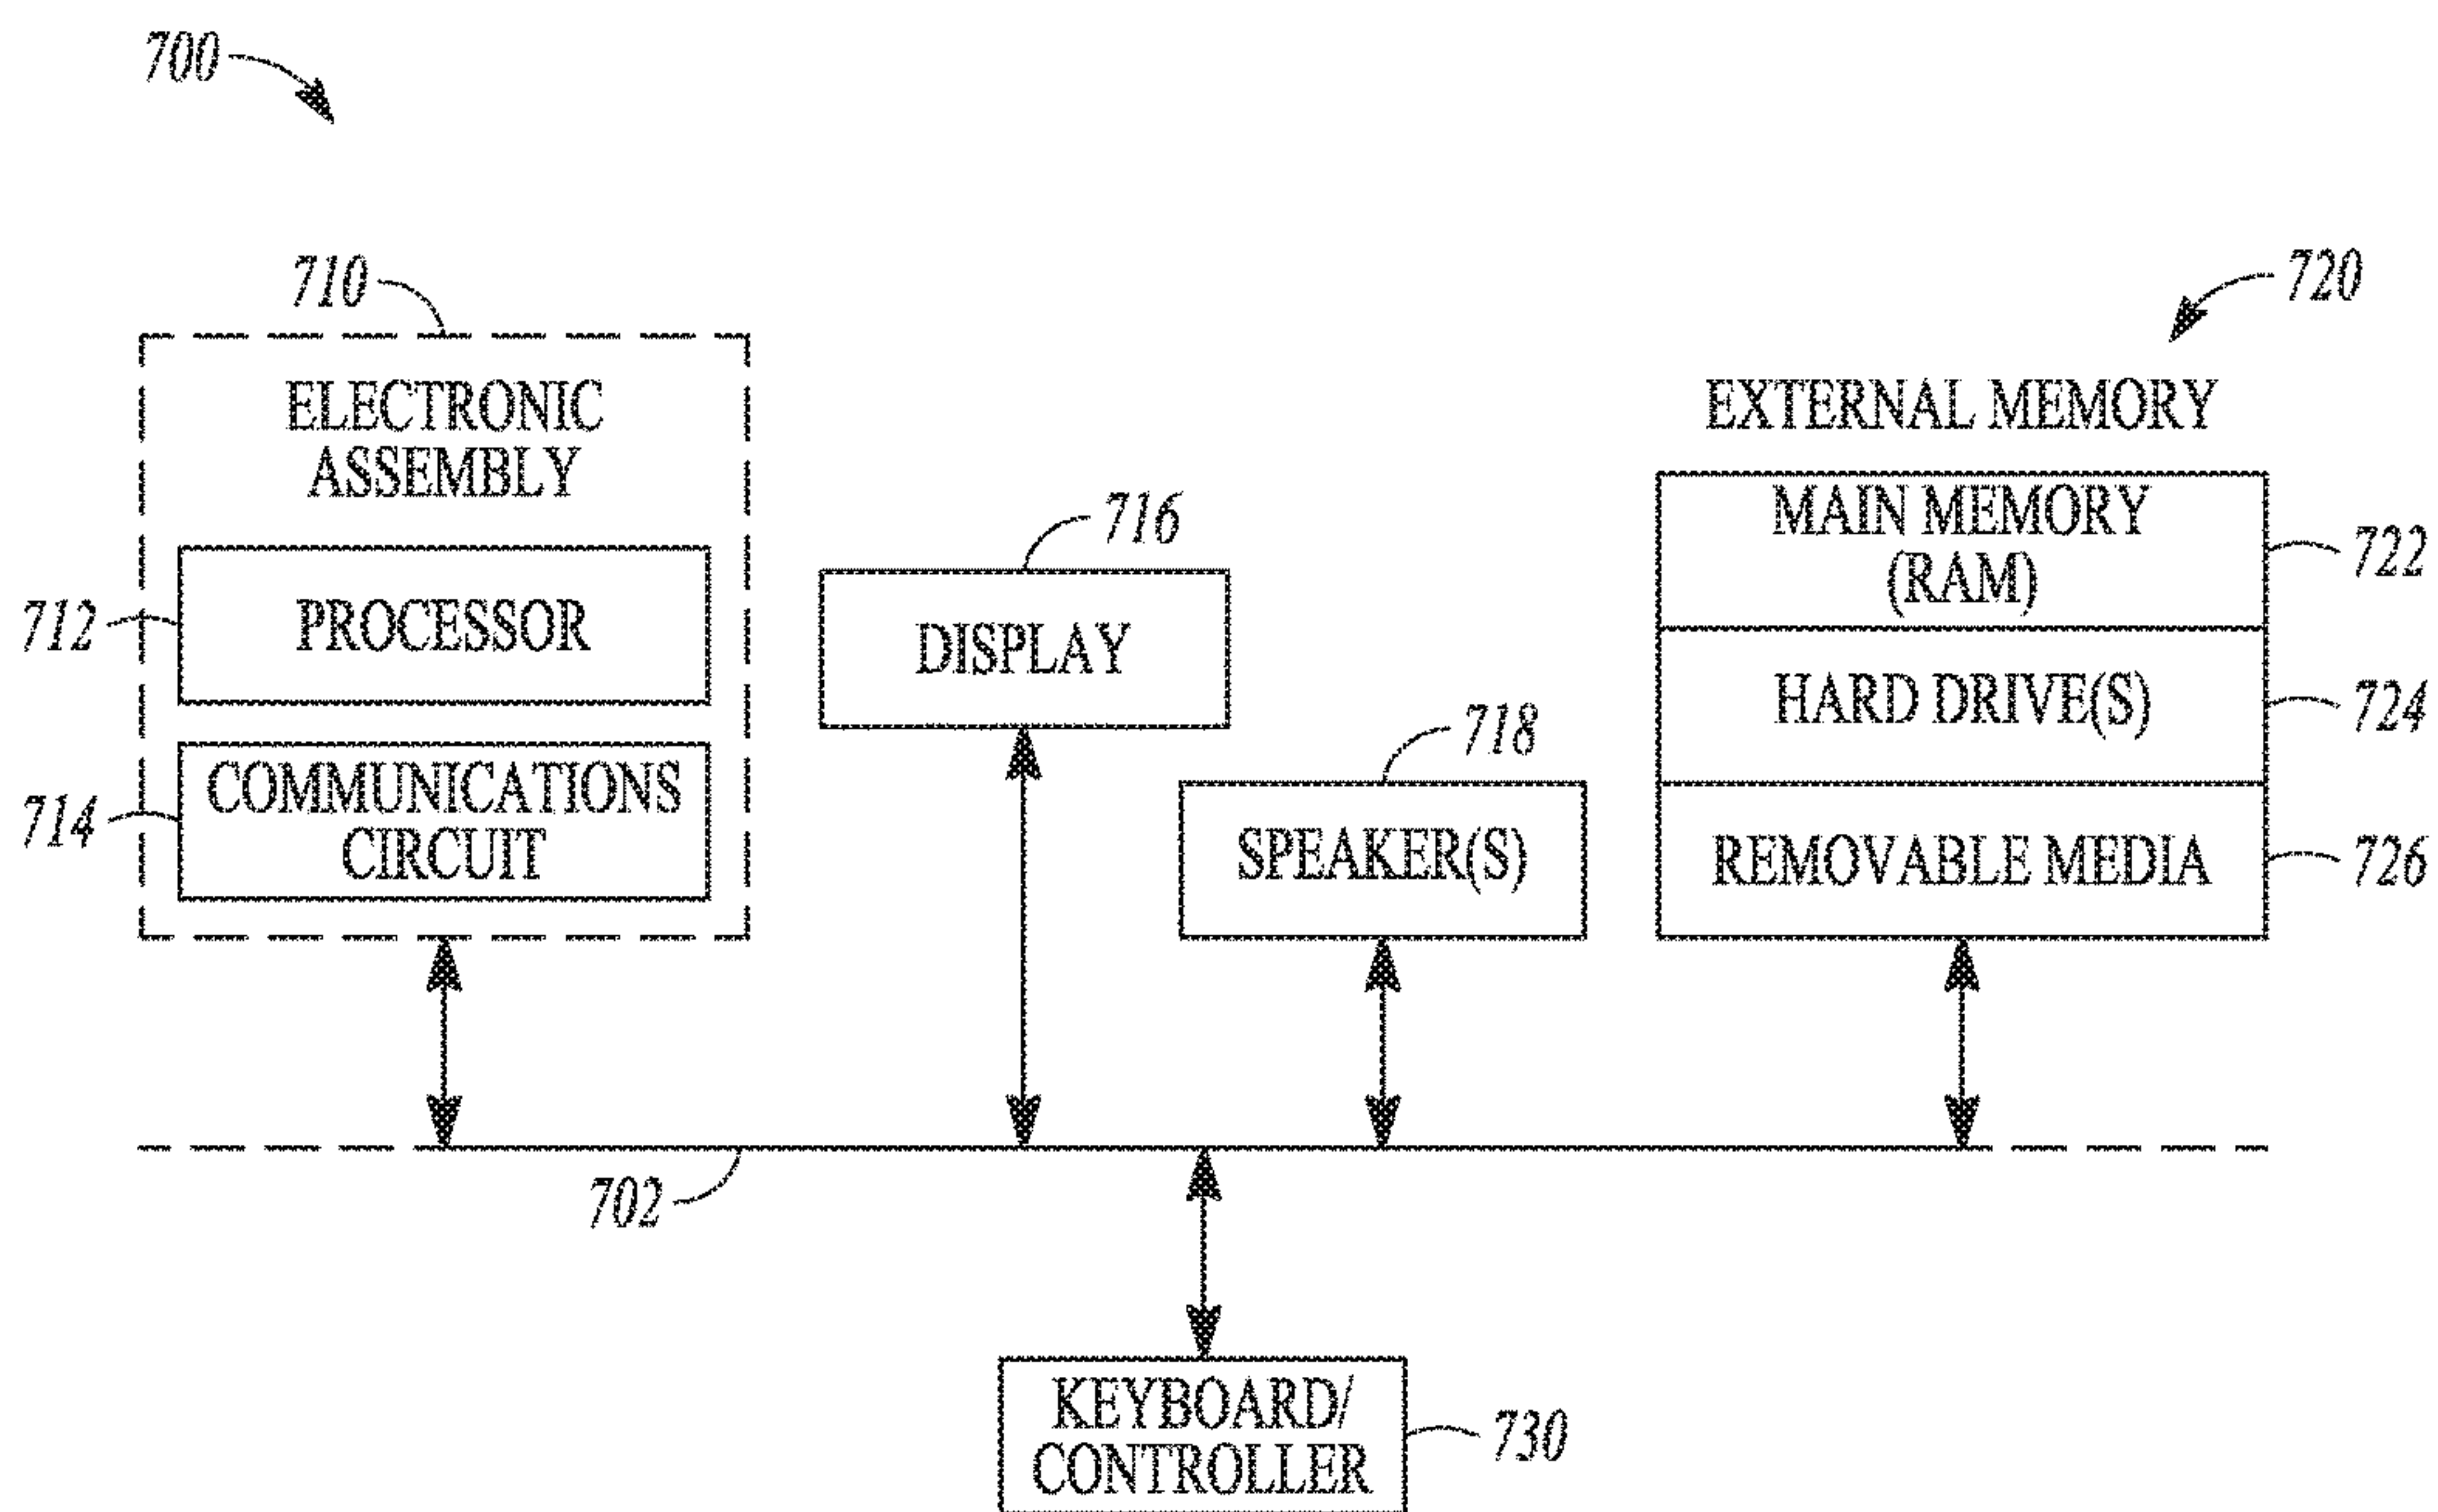 700
710
720
ELECTRONIC
ASSEMBLY
EXTERNAL MEMORY
716
MAIN MEMORY
(RAM)
722
712
PROCESSOR
DISPLAY
HARD DRIVE(S)
724
718
714
COMMUNICATIONS
CIRCUIT
SPEAKER(S)
REMOVABLE MEDIA
726
702
KEYBOARD/
CONTROLLER
730